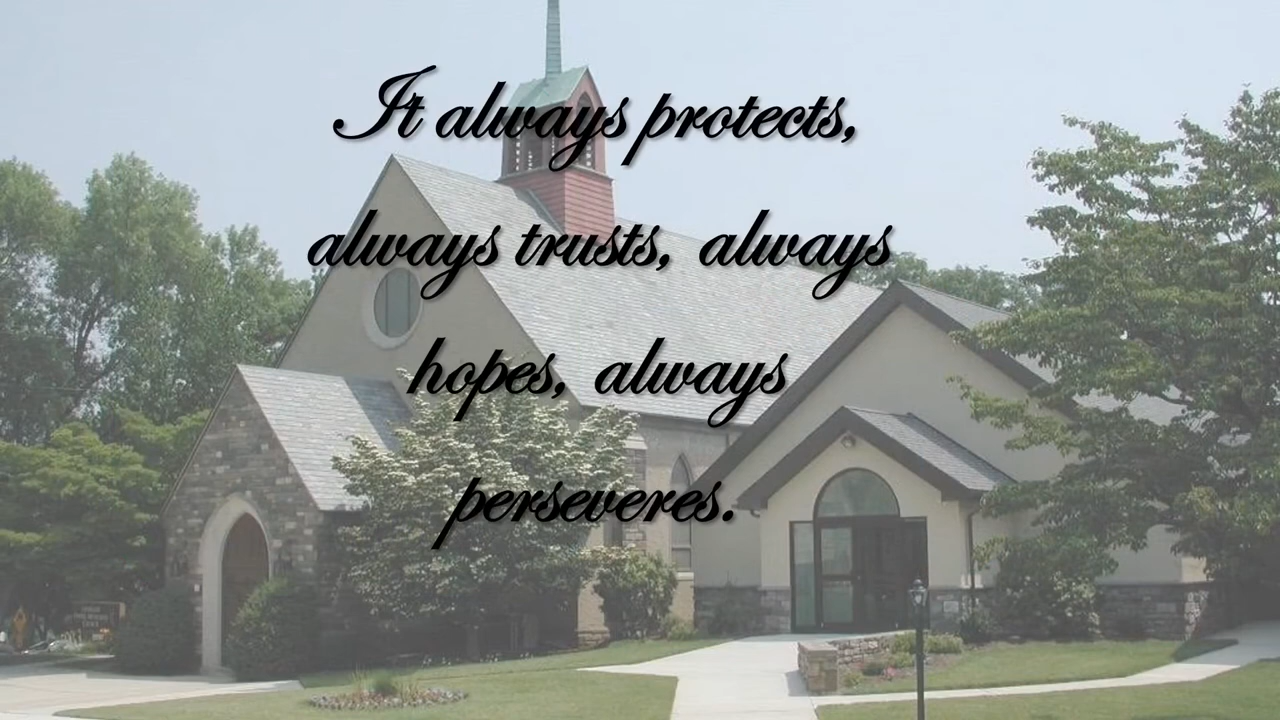 It always protects,
always trusts, always
hopes, always
perseveres.